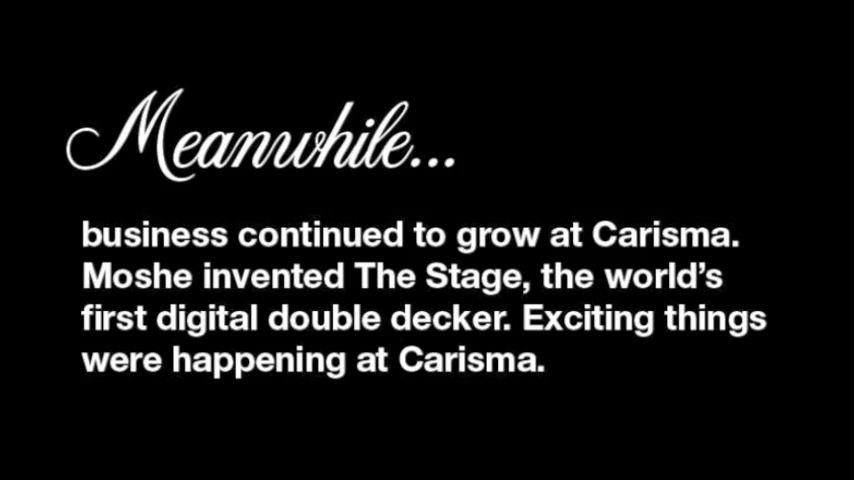 Meanwhile...
business continued to grow at Carisma.
Moshe invented The Stage, the world’s
first digital double decker. Exciting things
were happening at Carisma.